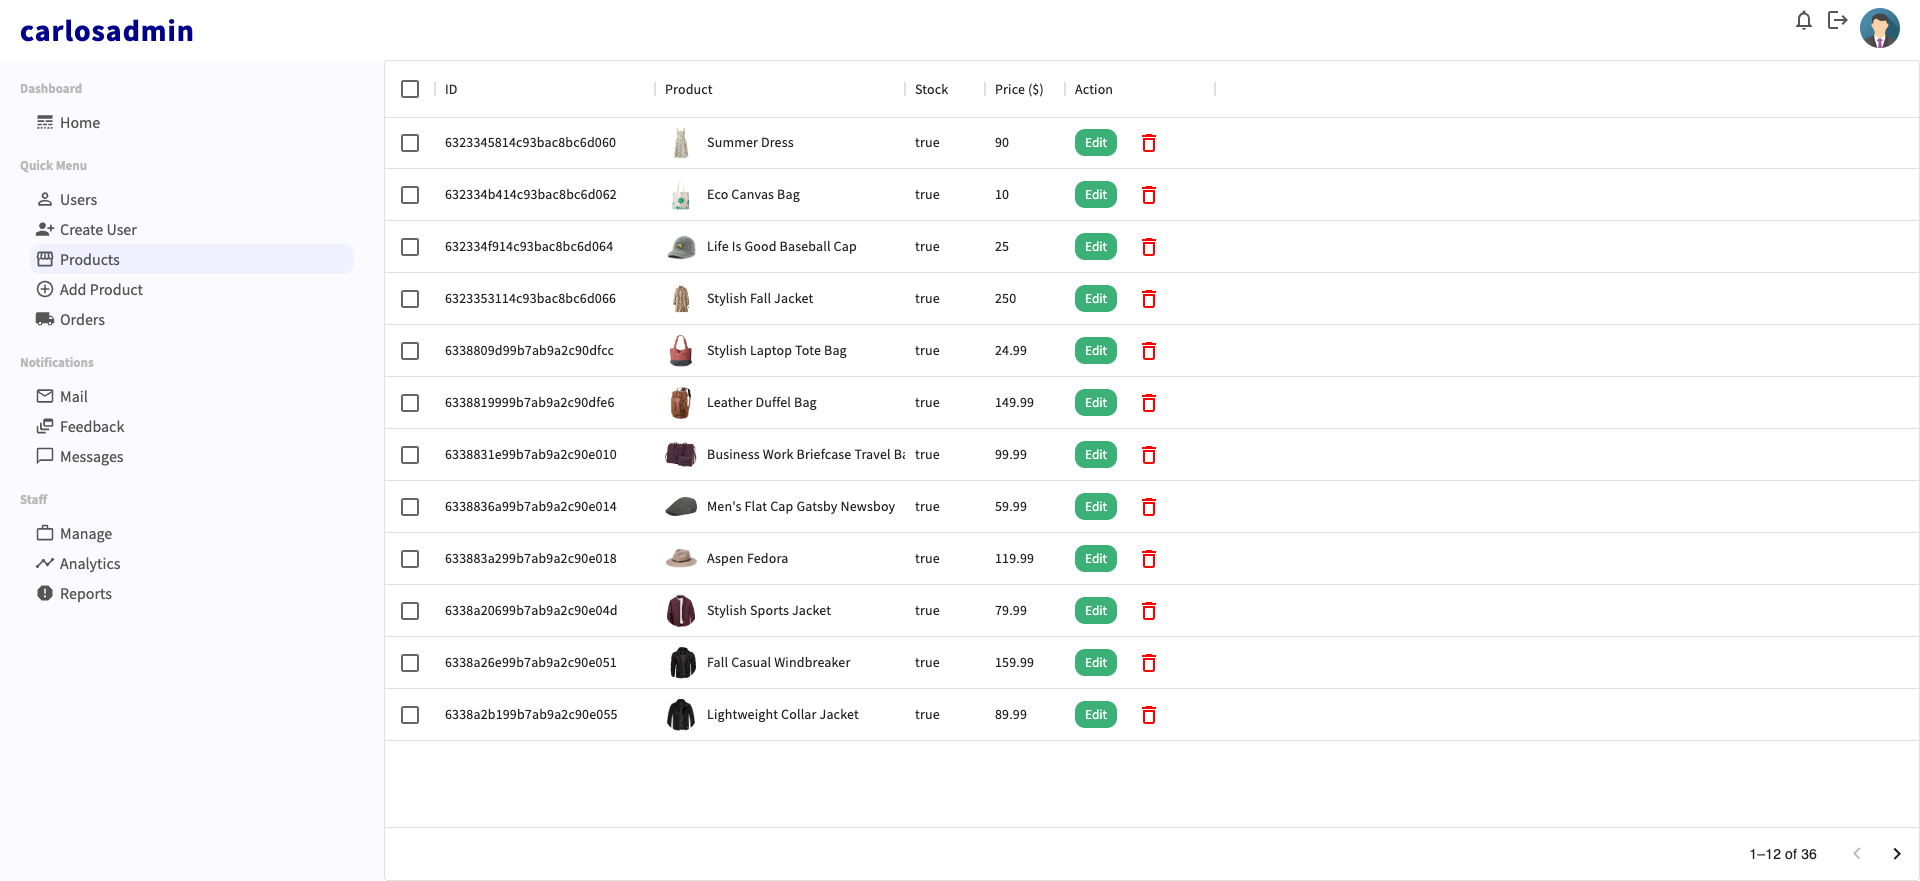 carlosadmin
Dashboard
Home
Quick Menu
Users
Create User
Products
Add Product
Orders
Notifications
Mail
Feedback
Messages
Staff
Manage
Analytics
Reports
ID Product Stock Price ($) Action
6323345814c93bac8bc6d060 Summer Dress true 90 Edit
632334b414c93bac8bc6d062 Eco Canvas Bag true 10 Edit
632334f914c93bac8bc6d064 Life Is Good Baseball Cap true 25 Edit
6323353114c93bac8bc6d066 Stylish Fall Jacket true 250 Edit
6338809d99b7ab9a2c90dfcc Stylish Laptop Tote Bag true 24.99 Edit
6338819999b7ab9a2c90dfe6 Leather Duffel Bag true 149.99 Edit
6338831e99b7ab9a2c90e010 Business Work Briefcase Travel Ba true 99.99 Edit
6338836a99b7ab9a2c90e014 Men's Flat Cap Gatsby Newsboy true 59.99 Edit
633883a299b7ab9a2c90e018 Aspen Fedora true 119.99 Edit
6338a20699b7ab9a2c90e04d Stylish Sports Jacket true 79.99 Edit
6338a26e99b7ab9a2c90e051 Fall Casual Windbreaker true 159.99 Edit
6338a2b199b7ab9a2c90e055 Lightweight Collar Jacket true 89.99 Edit
1–12 of 36